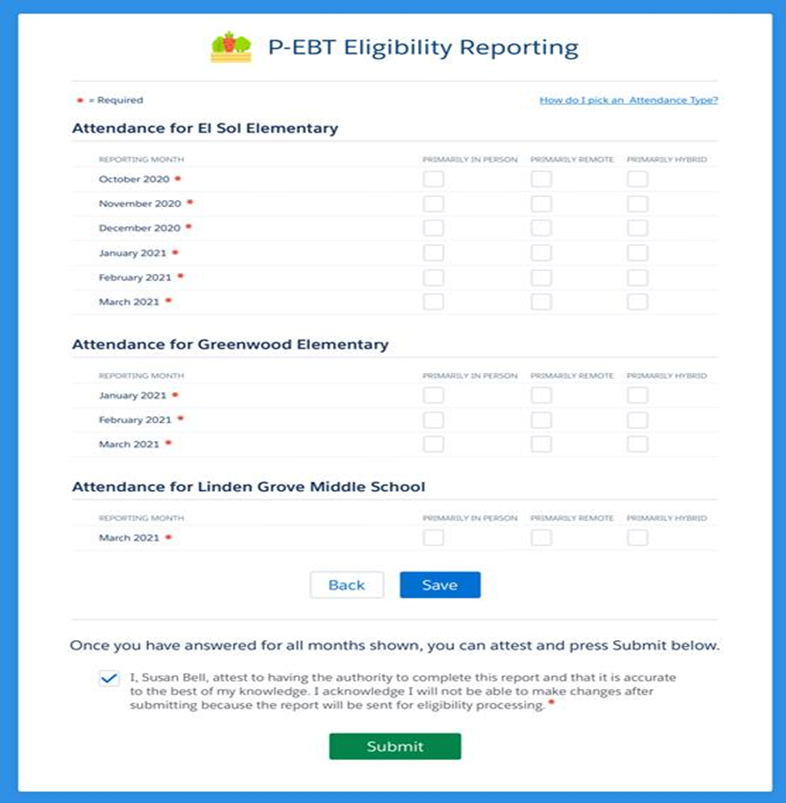 P-EBT Eligibility Reporting
* = Required
How do I pick an Attendance Type?
Attendance for El Sol Elementary
REPORTING MONTH PRIMARILY IN PERSON PRIMARILY REMOTE PRIMARILY HYBRID
October 2020 *
November 2020 *
December 2020 *
January 2021 *
February 2021 *
March 2021 *
Attendance for Greenwood Elementary
REPORTING MONTH PRIMARILY IN PERSON PRIMARILY REMOTE PRIMARILY HYBRID
January 2021 *
February 2021 *
March 2021 *
Attendance for Linden Grove Middle School
REPORTING MONTH PRIMARILY IN PERSON PRIMARILY REMOTE PRIMARILY HYBRID
March 2021 *
Back Save
Once you have answered for all months shown, you can attest and press Submit below.
I, Susan Bell, attest to having the authority to complete this report and that it is accurate
to the best of my knowledge. I acknowledge I will not be able to make changes after
submitting because the report will be sent for eligibility processing. *
Submit